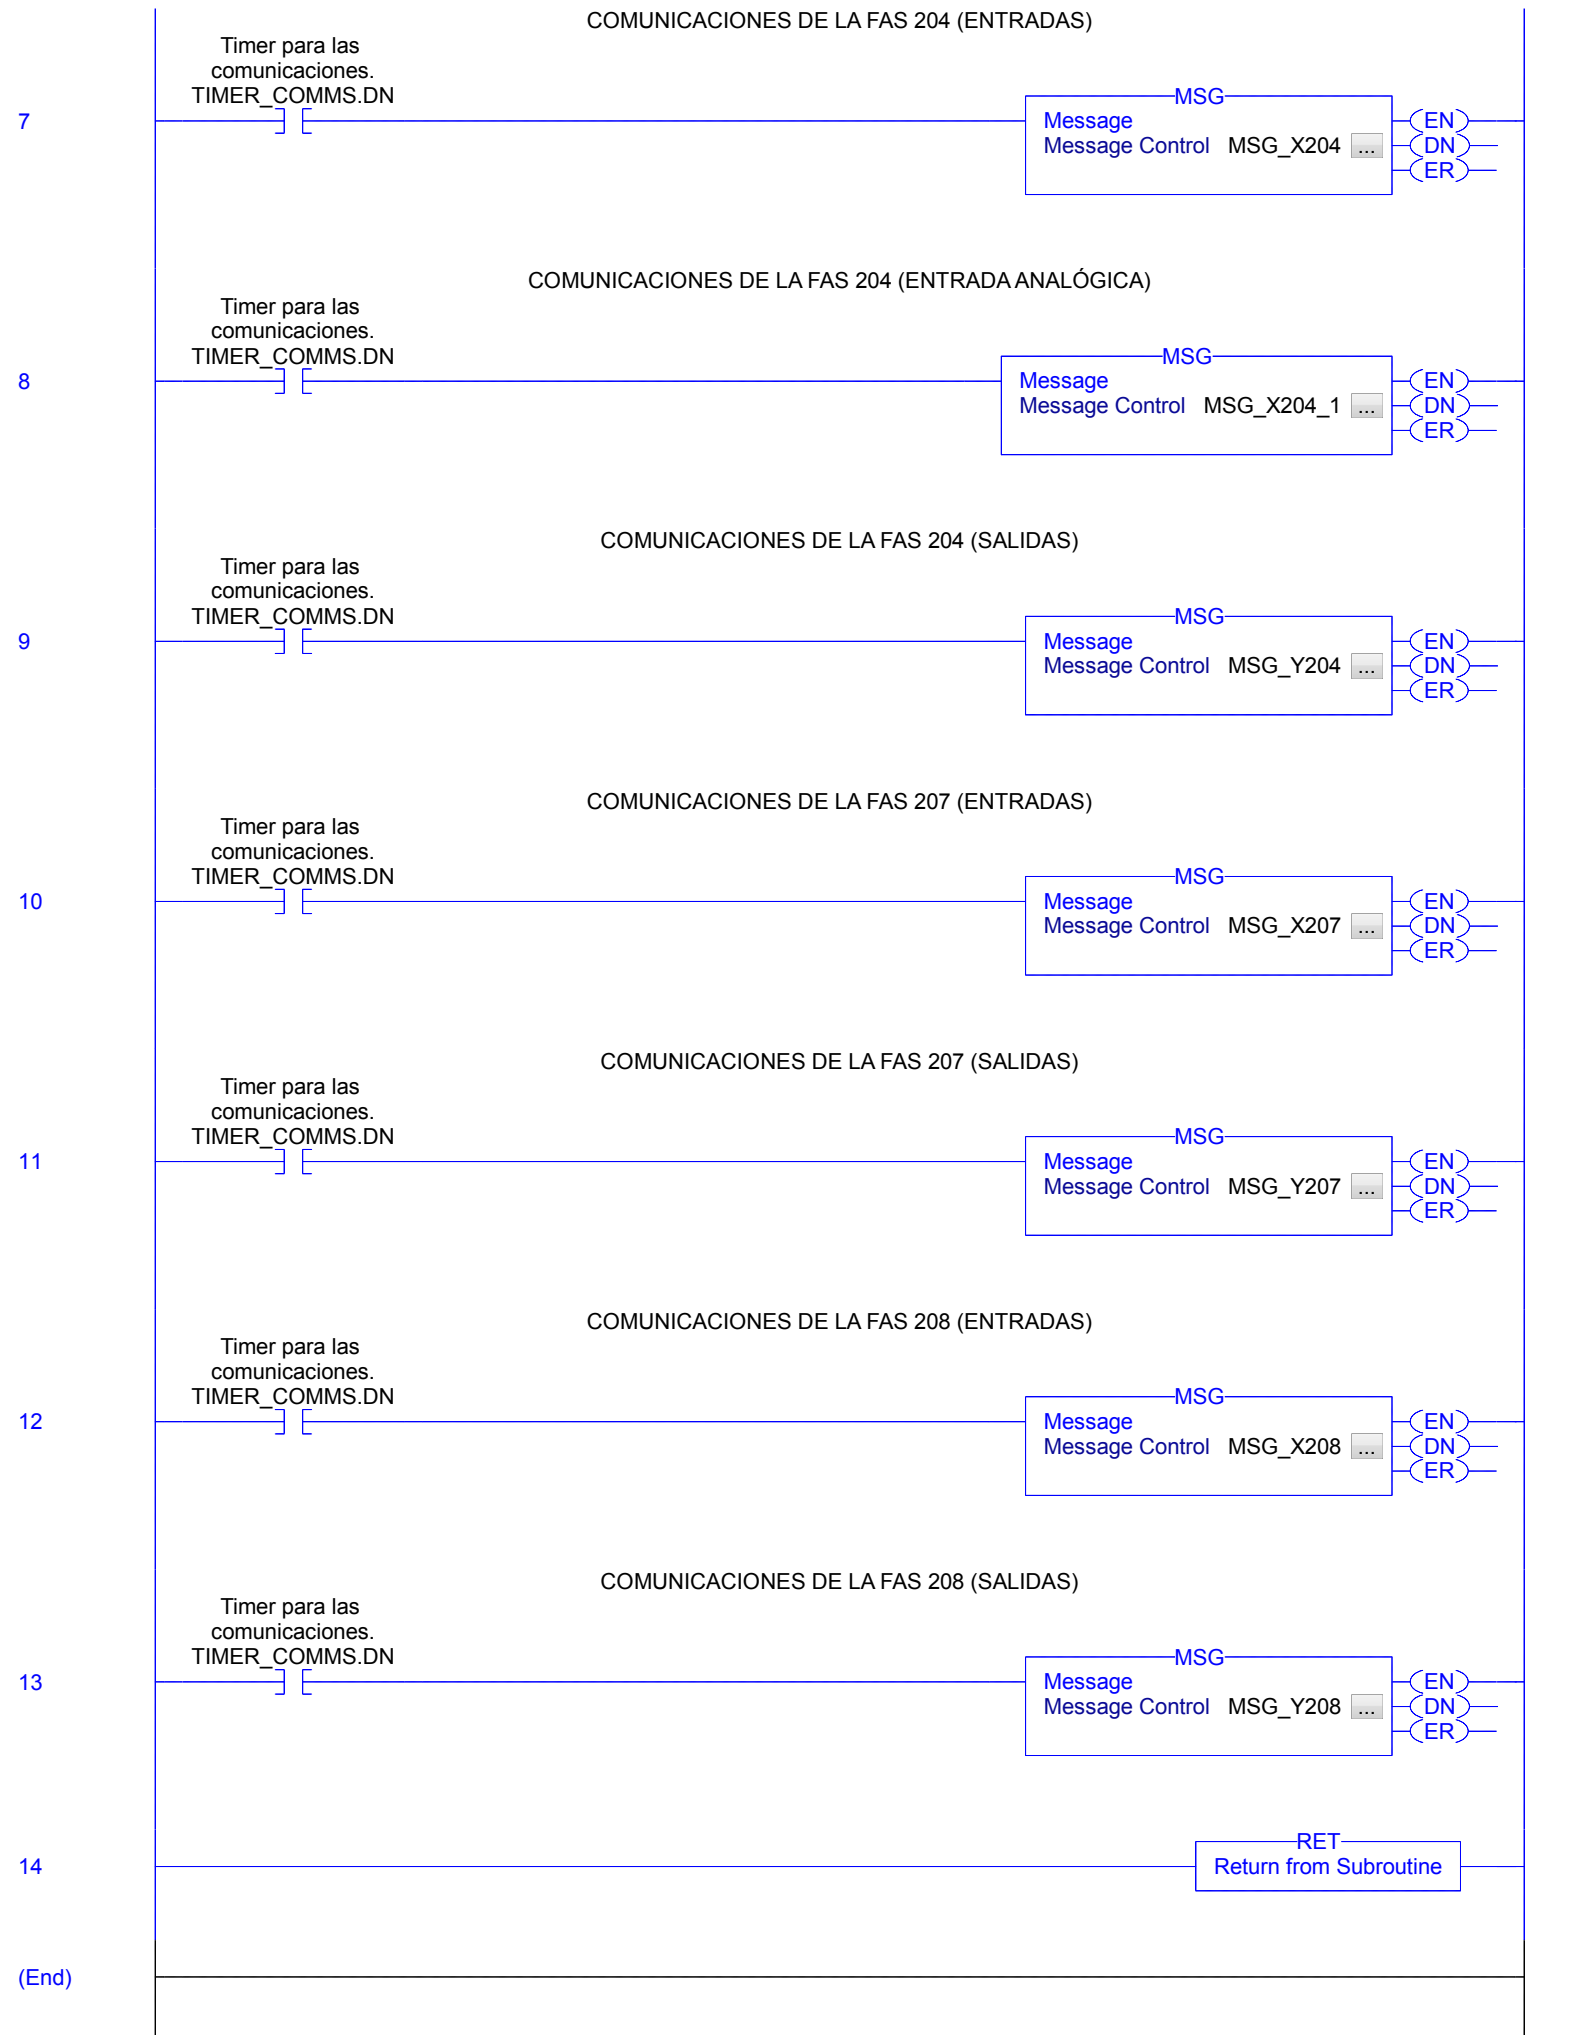 COMUNICACIONES DE LA FAS 204 (ENTRADAS)
Timer para las
comunicaciones.
TIMER_COMMS.DN
7
MSG
Message
Message Control MSG_X204 ...
EN
DN
ER
COMUNICACIONES DE LA FAS 204 (ENTRADA ANALÓGICA)
Timer para las
comunicaciones.
TIMER_COMMS.DN
8
MSG
Message
Message Control MSG_X204_1 ...
EN
DN
ER
COMUNICACIONES DE LA FAS 204 (SALIDAS)
Timer para las
comunicaciones.
TIMER_COMMS.DN
9
MSG
Message
Message Control MSG_Y204 ...
EN
DN
ER
COMUNICACIONES DE LA FAS 207 (ENTRADAS)
Timer para las
comunicaciones.
TIMER_COMMS.DN
10
MSG
Message
Message Control MSG_X207 ...
EN
DN
ER
COMUNICACIONES DE LA FAS 207 (SALIDAS)
Timer para las
comunicaciones.
TIMER_COMMS.DN
11
MSG
Message
Message Control MSG_Y207 ...
EN
DN
ER
COMUNICACIONES DE LA FAS 208 (ENTRADAS)
Timer para las
comunicaciones.
TIMER_COMMS.DN
12
MSG
Message
Message Control MSG_X208 ...
EN
DN
ER
COMUNICACIONES DE LA FAS 208 (SALIDAS)
Timer para las
comunicaciones.
TIMER_COMMS.DN
13
MSG
Message
Message Control MSG_Y208 ...
EN
DN
ER
14
RET
Return from Subroutine
(End)